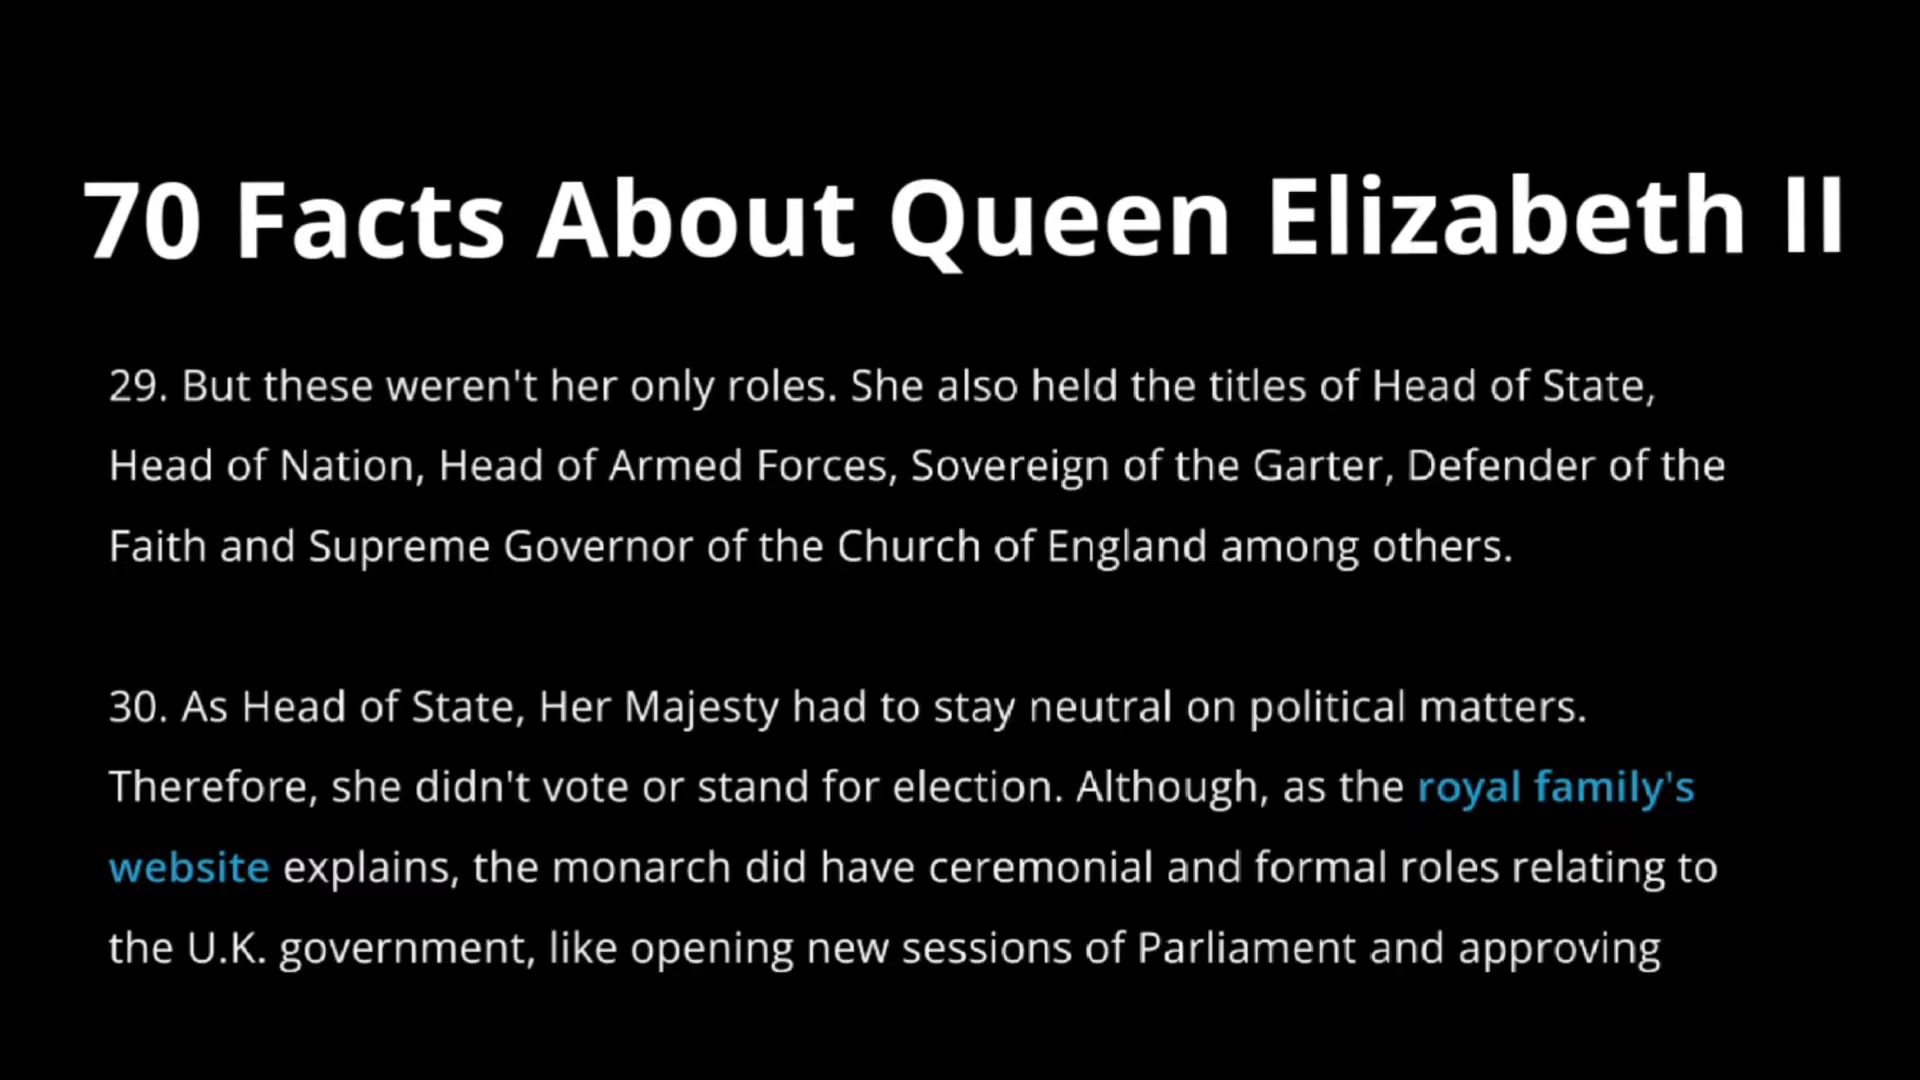 70 Facts About Queen Elizabeth II
29. But these weren't her only roles. She also held the titles of Head of State,
Head of Nation, Head of Armed Forces, Sovereign of the Garter, Defender of the
Faith and Supreme Governor of the Church of England among others.
30. As Head of State, Her Majesty had to stay neutral on political matters.
Therefore, she didn't vote or stand for election. Although, as the royal family's
website explains, the monarch did have ceremonial and formal roles relating to
the U.K. government, like opening new sessions of Parliament and approving